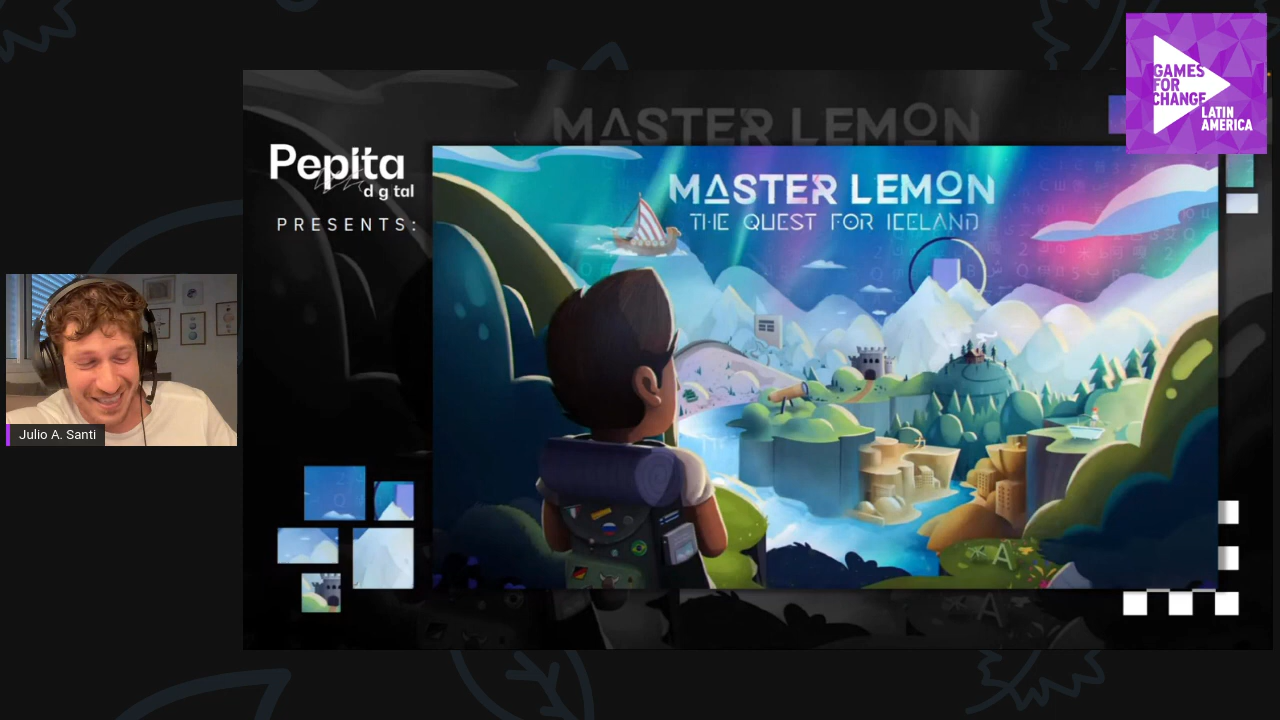 GAMES
FOR
CHANGE
LATIN
AMERICA
MASTER LEMON
Pepita
d g tal
PRESENTS:
MASTER LEMON
THE QUEST FOR ICELAND
Julio A. Santi
A
A